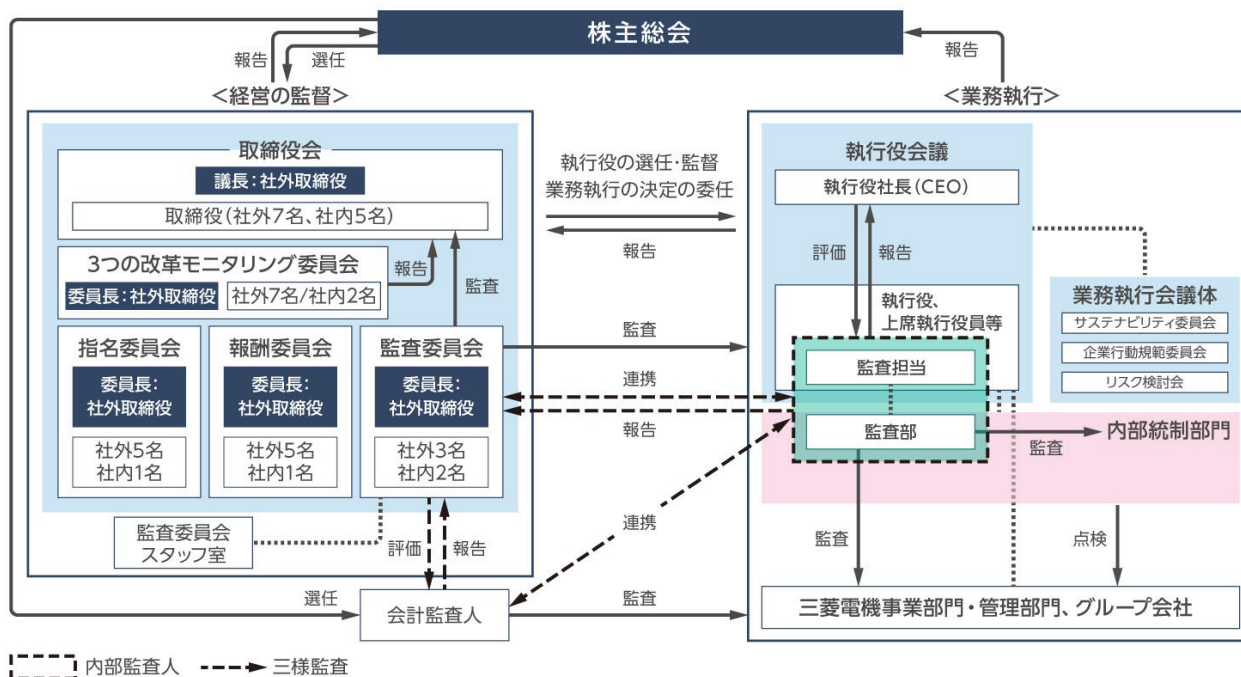 株主総会
報告
選任
報告
<経営の監督>
<業務執行>
取締役会
議長:社外取締役
取締役(社外7名、社内5名)
3つの改革モニタリング委員会
委員長:社外取締役
社外7名/社内2名
報告
監査
指名委員会
委員長:
社外取締役
社外5名
社内1名
報酬委員会
委員長:
社外取締役
社外5名
社内1名
監査委員会
委員長:
社外取締役
社外3名
社内2名
監査委員会
スタッフ室
評価
報告
選任
会計監査人
監査
執行役の選任・監督
業務執行の決定の委任
報告
監査
連携
報告
連携
執行役会議
執行役社長(CEO)
評価
報告
執行役、
上席執行役員等
監査担当
監査部
監査
内部統制部門
業務執行会議体
サステナビリティ委員会
企業行動規範委員会
リスク検討会
監査
点検
三菱電機事業部門・管理部門、グループ会社
内部監査人
三様監査